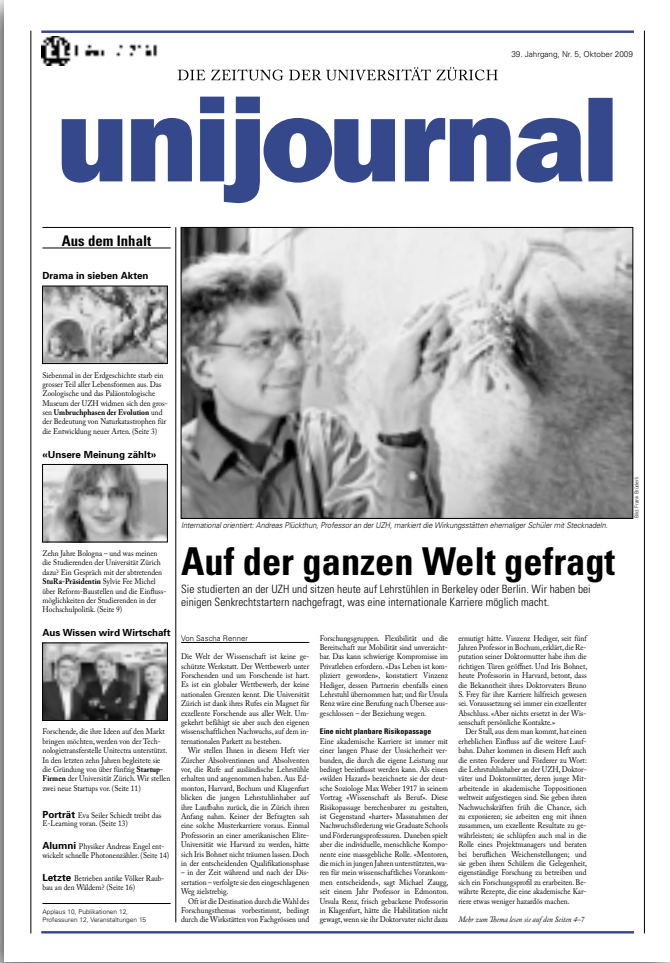 39. Jahrgang, Nr. 5, Oktober 2009
DIE ZEITUNG DER UNIVERSITÄT ZÜRICH
unijournal
Aus dem Inhalt
Drama in sieben Akten
Siebenmal in der Erdgeschichte starb ein
grosser Teil aller Lebensformen aus. Das
Zoologische und das Paläontologische
Museum der UZH widmen sich den gros-
sen Umbruchphasen der Evolution und
der Bedeutung von Naturkatastrophen für
die Entwicklung neuer Arten. (Seite 3)
«Unsere Meinung zählt»
Zehn Jahre Bologna – und was meinen
die Studierenden der Universität Zürich
dazu? Ein Gespräch mit der abtretenden
StuRa-Präsidentin Sylvie Fee Michel
über Reform-Baustellen und die Einfluss-
möglichkeiten der Studierenden in der
Hochschulpolitik. (Seite 9)
Aus Wissen wird Wirtschaft
Forschende, die ihre Ideen auf den Markt
bringen möchten, werden von der Tech-
nologietransferstelle Unitectra unterstützt.
In den letzten zehn Jahren begleitete sie
die Gründung von über fünfzig Startup-
Firmen der UZH. Wir stellen
zwei neue Startups vor. (Seite 11)
Porträt Eva Seiler Schiedt treibt das
E-Learning voran. (Seite 13)
Alumni Physiker Andreas Engel ent-
wickelt schnelle Photonenzähler. (Seite 14)
Letzte Betrieben antike Völker Raub-
bau an den Wäldern? (Seite 16)
Applaus 10, Publikationen 12,
Professuren 12, Veranstaltungen 15
Bild Frank Brüderli
International orientiert: Andreas Plückthun, Professor an der UZH, markiert die Wirkungsstätten ehemaliger Schüler mit Stecknadeln.
Auf der ganzen Welt gefragt
Sie studierten an der UZH und sitzen heute auf Lehrstühlen in Berkeley oder Berlin. Wir haben bei
einigen Senkrechtstartern nachgefragt, was eine internationale Karriere möglich macht.
Von Sascha Renner
Die Welt der Wissenschaft ist keine ge-
schützte Werkstatt. Der Wettbewerb unter
Forschenden und um Forschende ist hart.
Es ist ein globaler Wettbewerb, der keine
nationalen Grenzen kennt. Die Universität
Zürich ist dank ihres Rufes ein Magnet für
exzellente Forschende aus aller Welt. Um-
gekehrt befähigt sie aber auch den eigenen
wissenschaftlichen Nachwuchs, auf dem in-
ternationalen Parkett zu bestehen.
Wir stellen Ihnen in diesem Heft vier
Zürcher Absolventinnen und Absolventen
vor, die Rufe auf ausländische Lehrstühle
erhalten und angenommen haben. Aus Ed-
monton, Harvard, Bochum und Klagenfurt
blicken die jungen Lehrstuhlinhaber auf
ihre Laufbahn zurück, die in Zürich ihren
Anfang nahm. Keiner der Befragten sah
eine solche Musterkarriere voraus. Einmal
Professorin an einer amerikanischen Elite-
Universität wie Harvard zu werden, hätte
sich Iris Bohnet nicht träumen lassen. Doch
in der entscheidenden Qualifikationsphase
– in der Zeit während und nach der Dis-
sertation – verfolgte sie den eingeschlagenen
Weg zielstrebig.
Oft ist die Destination durch die Wahl des
Forschungsthemas vorbestimmt, bedingt
durch die Wirkstätten von Fachgrössen und
Forschungsgruppen. Flexibilität und die
Bereitschaft zur Mobilität sind unverzicht-
bar. Das kann schwierige Kompromisse im
Privatleben erfordern. «Das Leben ist kom-
pliziert geworden», konstatiert Vinzenz
Hediger, dessen Partnerin ebenfalls einen
Lehrstuhl übernommen hat; und für Ursula
Renz wäre eine Berufung nach Übersee aus-
geschlossen – der Beziehung wegen.
Eine nicht planbare Risikopassage
Eine akademische Karriere ist immer mit
einer langen Phase der Unsicherheit ver-
bunden, die durch die eigene Leistung nur
bedingt beeinflusst werden kann. Als einen
«wilden Hazard» bezeichnete sie der deut-
sche Soziologe Max Weber 1917 in seinem
Vortrag «Wissenschaft als Beruf». Diese
Risikopassage berechenbarer zu gestalten,
ist Gegenstand «harter» Massnahmen der
Nachwuchsförderung wie Graduate Schools
und Förderungsprofessuren. Daneben spielt
aber die individuelle, menschliche Kompo-
nente eine massgebliche Rolle. «Mentoren,
die mich in jungen Jahren unterstützten, wa-
ren für mein wissenschaftliches Vorankom-
men entscheidend», sagt Michael Zaugg,
seit einem Jahr Professor in Edmonton.
Ursula Renz, frisch gebackene Professorin
in Klagenfurt, hätte die Habilitation nicht
gewagt, wenn sie ihr Doktorvater nicht dazu
ermutigt hätte. Vinzenz Hediger, seit fünf
Jahren Professor in Bochum, erklärt, die Re-
putation seiner Doktormutter habe ihm die
richtigen Türen geöffnet. Und Iris Bohnet,
heute Professorin in Harvard, betont, dass
die Bekanntheit ihres Doktorvaters Bruno
S. Frey für ihre Karriere hilfreich gewesen
sei. Voraussetzung sei immer ein exzellenter
Abschluss. «Aber nichts ersetzt in der Wis-
senschaft persönliche Kontakte.»
Der Stall, aus dem man kommt, hat einen
erheblichen Einfluss auf die weitere Lauf-
bahn. Daher kommen in diesem Heft auch
die ersten Förderer und Förderer zu Wort:
die Lehrstuhlinhaber an der UZH, Doktor-
väter und Doktormütter, deren junge Mit-
arbeitende in akademische Toppositionen
weltweit aufgestiegen sind. Sie geben ihren
Nachwuchskräften früh die Chance, sich
zu exponieren; sie arbeiten eng mit ihnen
zusammen, um exzellente Resultate zu ge-
währleisten; sie schlüpfen auch mal in die
Rolle eines Projektmanagers und beraten
bei beruflichen Weichenstellungen; und
sie geben ihren Schülern die Gelegenheit,
eigenständige Forschung zu betreiben und
sich ein Forschungsprofil zu erarbeiten. Be-
währte Rezepte, die eine akademische Kar-
riere etwas weniger hazardös machen.
Mehr zum Thema lesen sie auf den Seiten 4–7